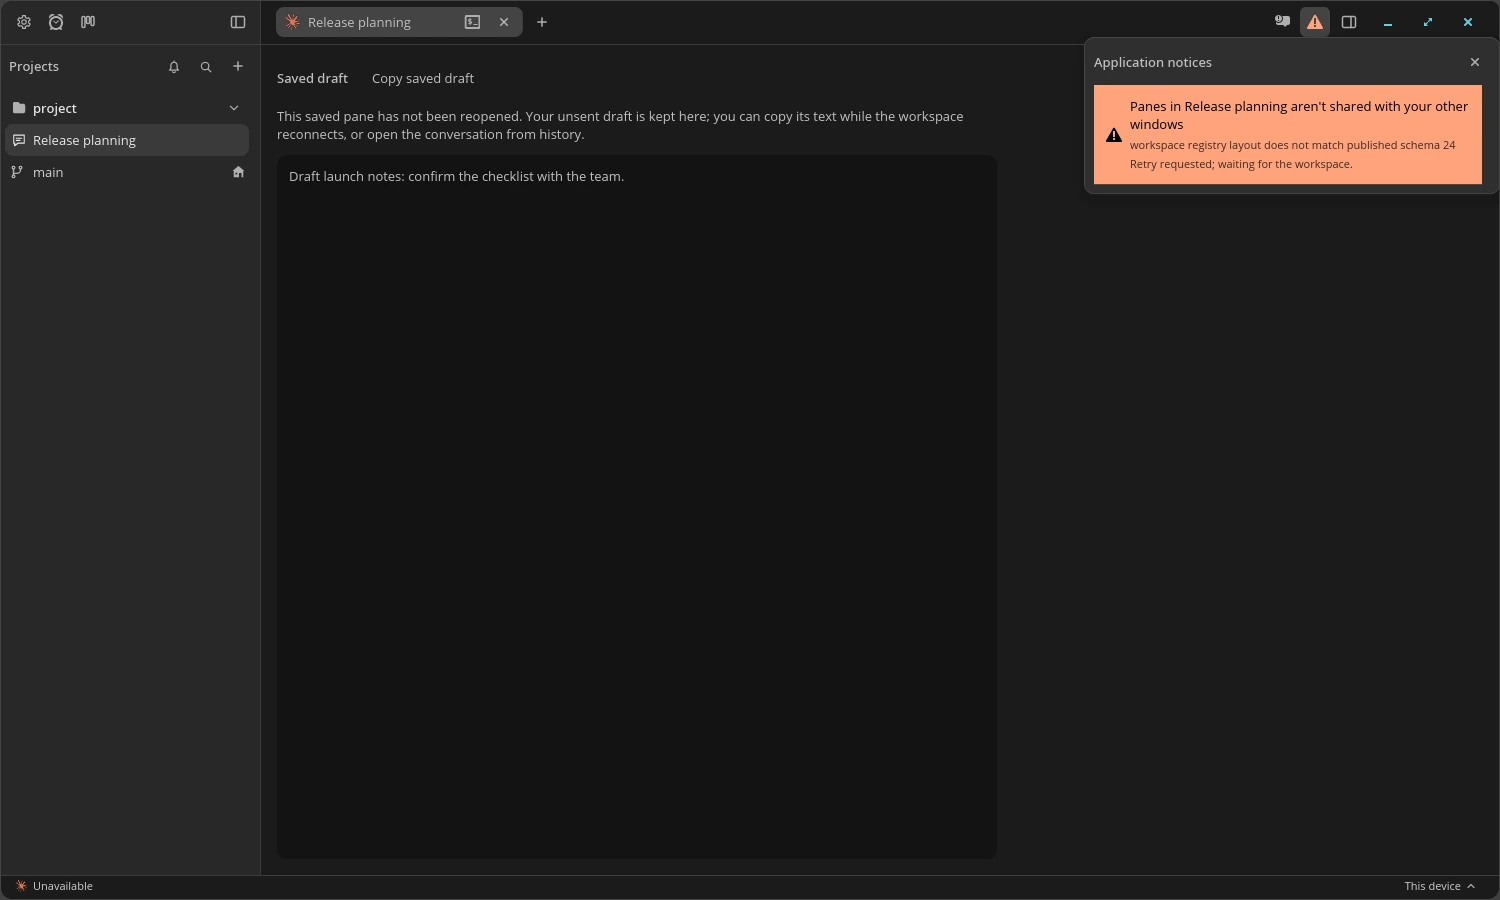 Release planning
Projects
project
Release planning
main
Saved draft
Copy saved draft
This saved pane has not been reopened. Your unsent draft is kept here; you can copy its text while the workspace
reconnects, or open the conversation from history.
Draft launch notes: confirm the checklist with the team.
Application notices
Panes in Release planning aren't shared with your other
windows
workspace registry layout does not match published schema 24
Retry requested; waiting for the workspace.
Unavailable
This device